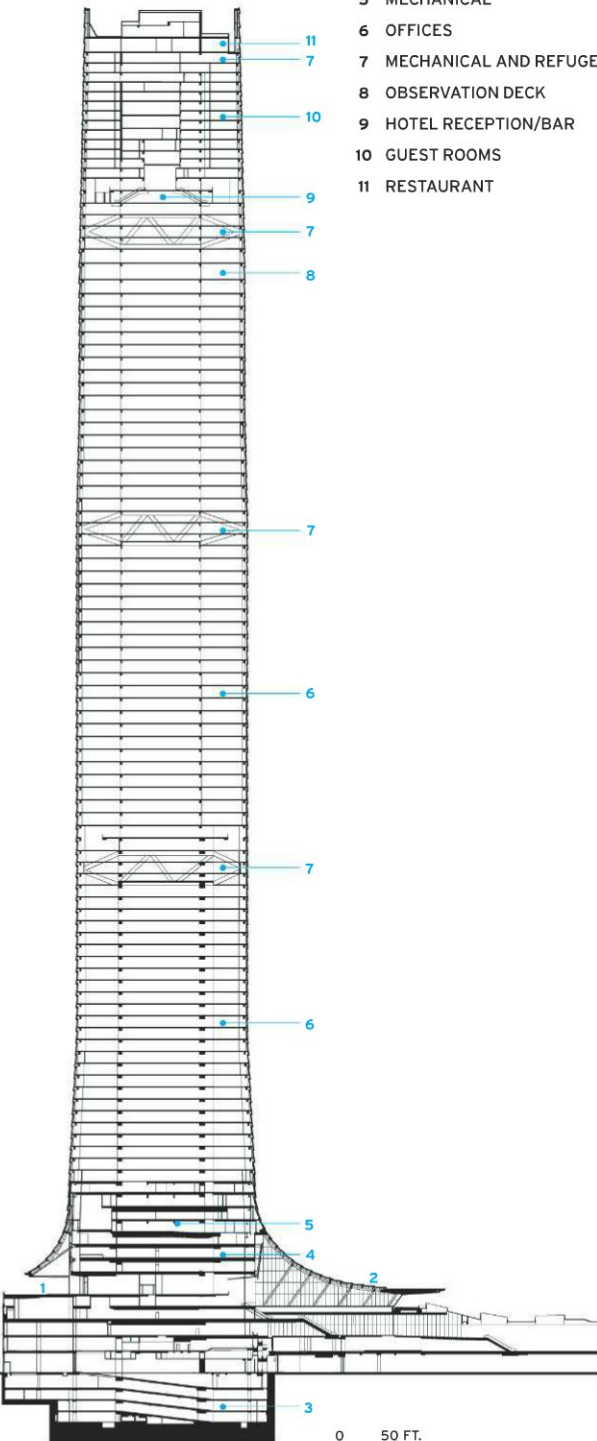 5 MECHANICAL
6 OFFICES
7 MECHANICAL AND REFUGE
8 OBSERVATION DECK
9 HOTEL RECEPTION/BAR
10 GUEST ROOMS
11 RESTAURANT
11
7
10
9
7
8
7
6
7
6
5
4
2
1
3
0 50 FT.